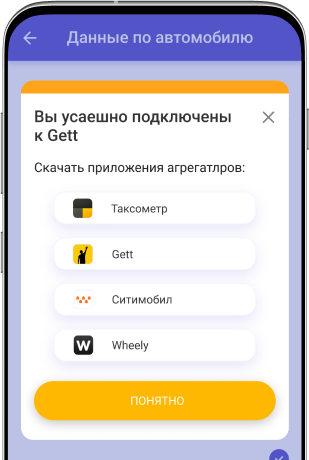 Данные по автомобилю
Вы усаешно подключены
к Gett
Скачать приложения агрегатлров:
Таксометр
Gett
Ситимобил
W Wheely
ПОНЯТНО